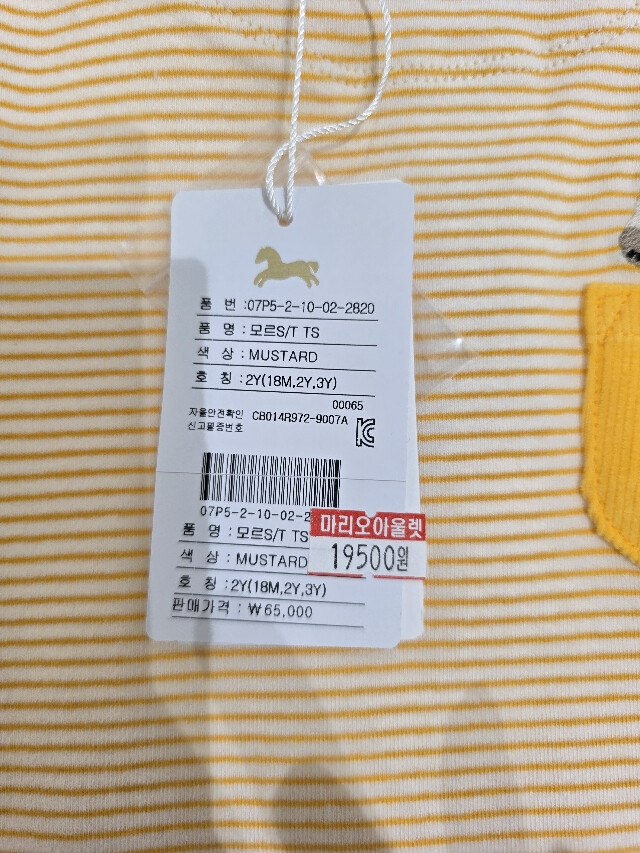 품 번 :07P5-2-10-02-2820
품 명 : 모르S/T TS
색 상 : MUSTARD
호 칭 : 2Y(18M,2Y,3Y)
00065
자율안전확인
신고필증번호 CB014R972-9007A
07P5-2-10-02-2
품 명 : 모르S/T TS
색 상 : MUSTARD
호 칭 : 2Y(18M,2Y,3Y)
판매가격 : ₩65,000
마리오아울렛
19500원